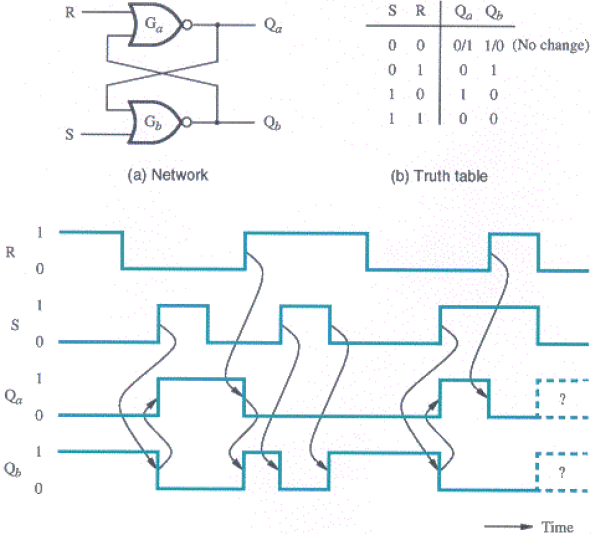 R
G_a
Q_a
G_b
Q_b
S
(a) Network
S R Q_a Q_b
0 0 0/1 1/0 (No change)
0 1 0 1
1 0 1 0
1 1 0 0
(b) Truth table
R
1
0
S
1
0
Q_a
1
0
?
Q_b
1
0
?
Time